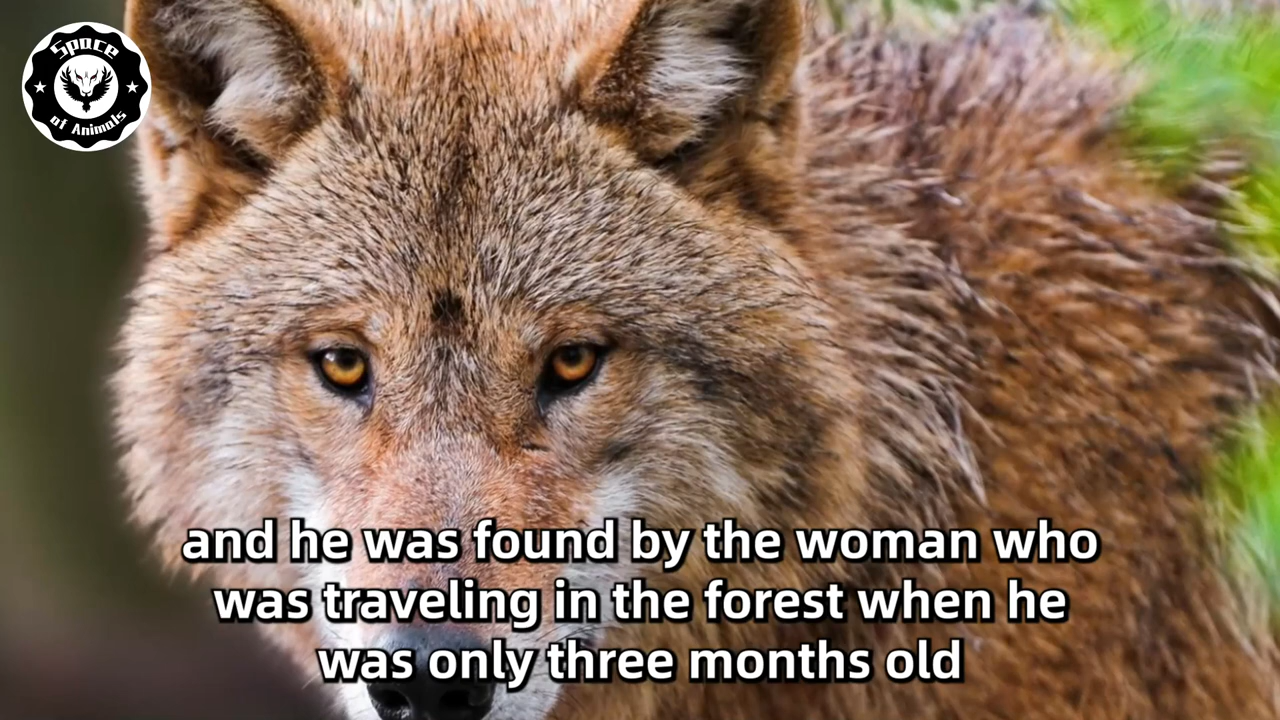 Space
of Animals
and he was found by the woman who
was traveling in the forest when he
was only three months old